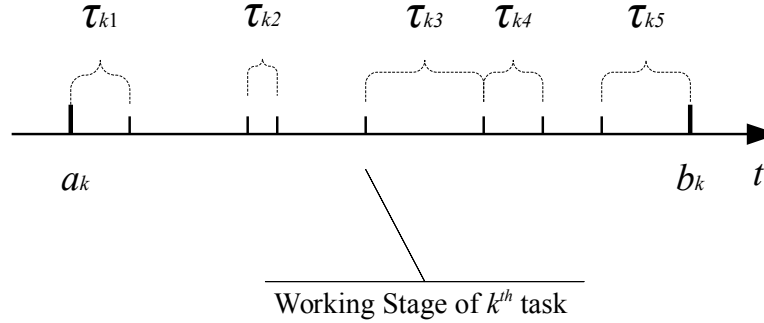 τk1 τk2 τk3 τk4 τk5
ak bk t
Working Stage of kth task